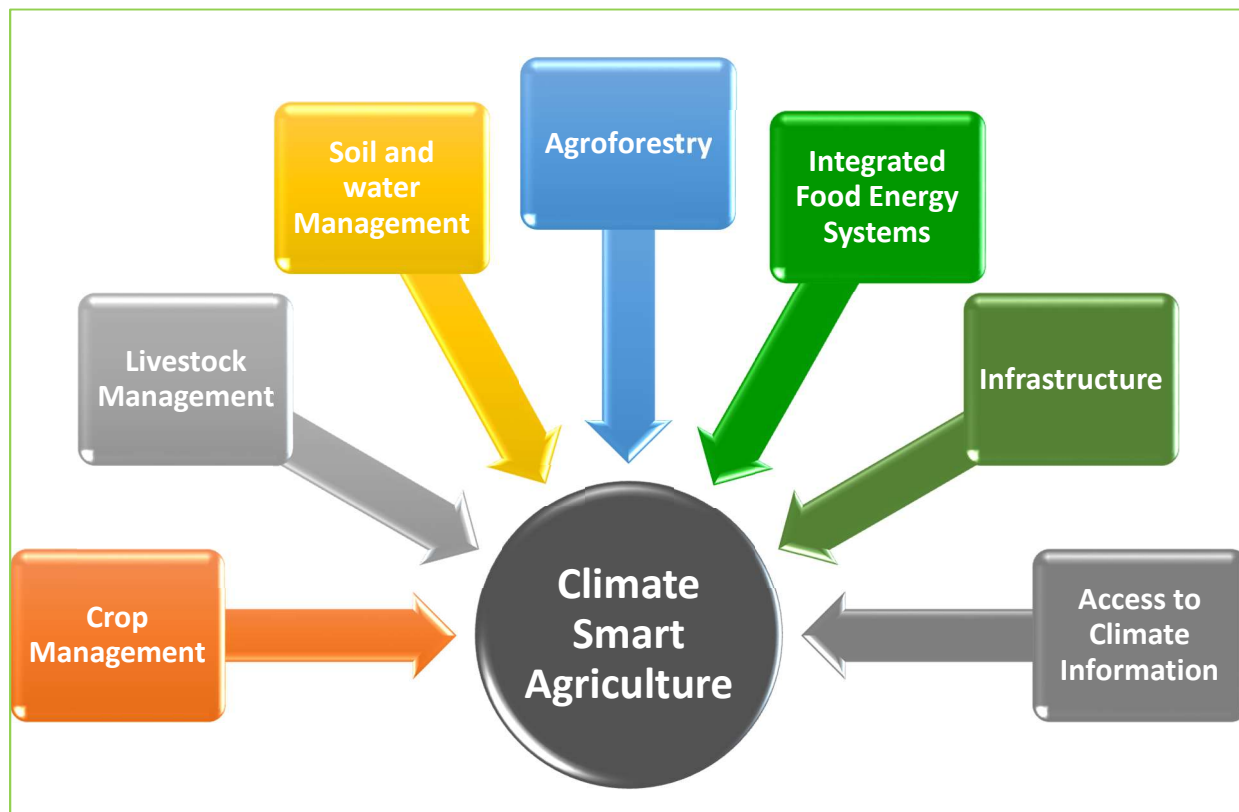 Agroforestry
Soil and
water
Management
Integrated
Food Energy
Systems
Livestock
Management
Infrastructure
Crop
Management
Climate
Smart
Agriculture
Access to
Climate
Information